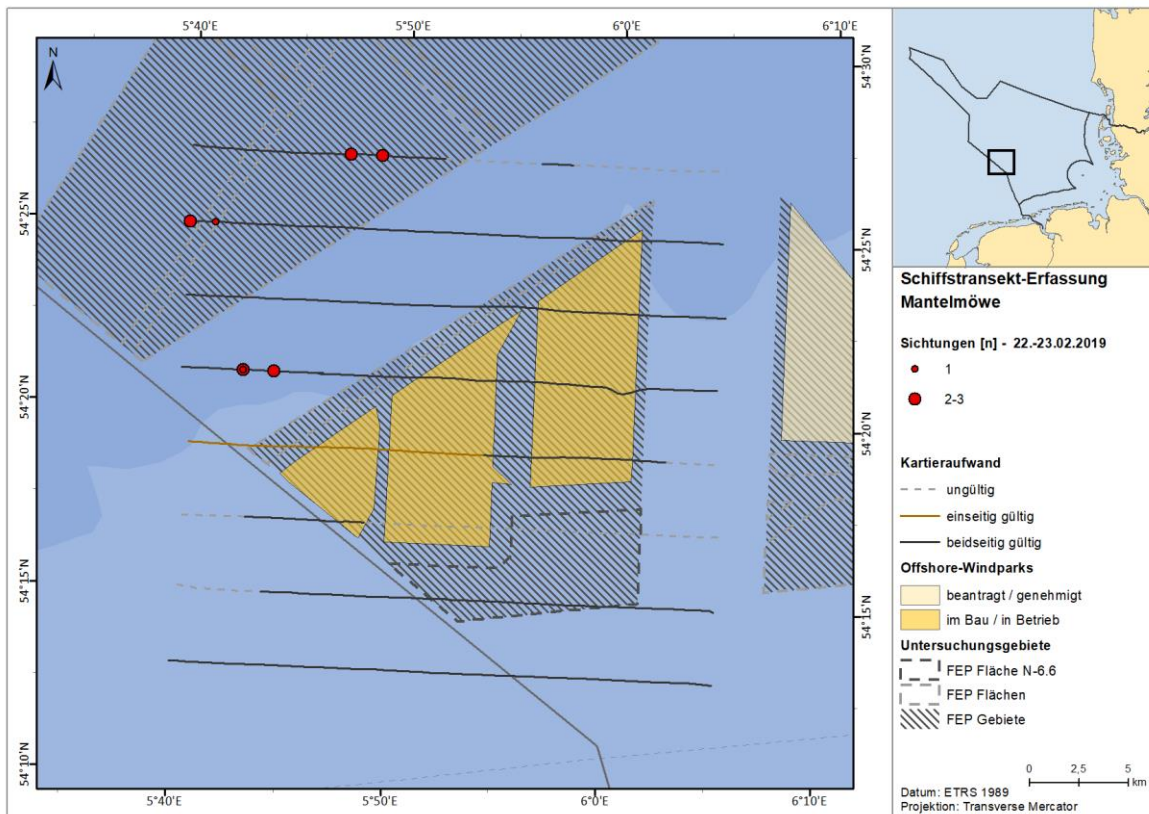 5°40'E
5°50'E
6°0'E
6°10'E
N
54°30'N
54°25'N
54°25'N
54°20'N
54°20'N
54°15'N
54°15'N
54°10'N
5°40'E
5°50'E
6°0'E
6°10'E
Schiffstransekt-Erfassung
Mantelmöwe
Sichtungen [n] - 22.-23.02.2019
1
2-3
Kartieraufwand
ungültig
einseitig gültig
beidseitig gültig
Offshore-Windparks
beantragt / genehmigt
im Bau / in Betrieb
Untersuchungsgebiete
FEP Fläche N-6.6
FEP Flächen
FEP Gebiete
0 2,5 5
km
Datum: ETRS 1989
Projektion: Transverse Mercator